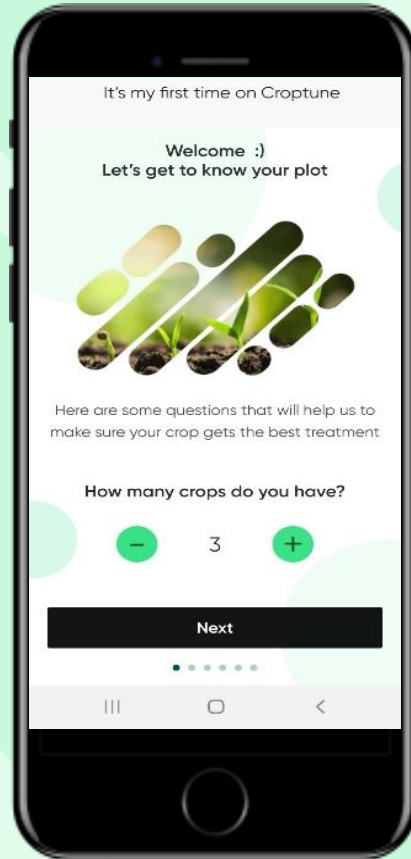 It's my first time on Croptune
Welcome :)
Let's get to know your plot
Here are some questions that will help us to
make sure your crop gets the best treatment
How many crops do you have?
− 3 +
Next